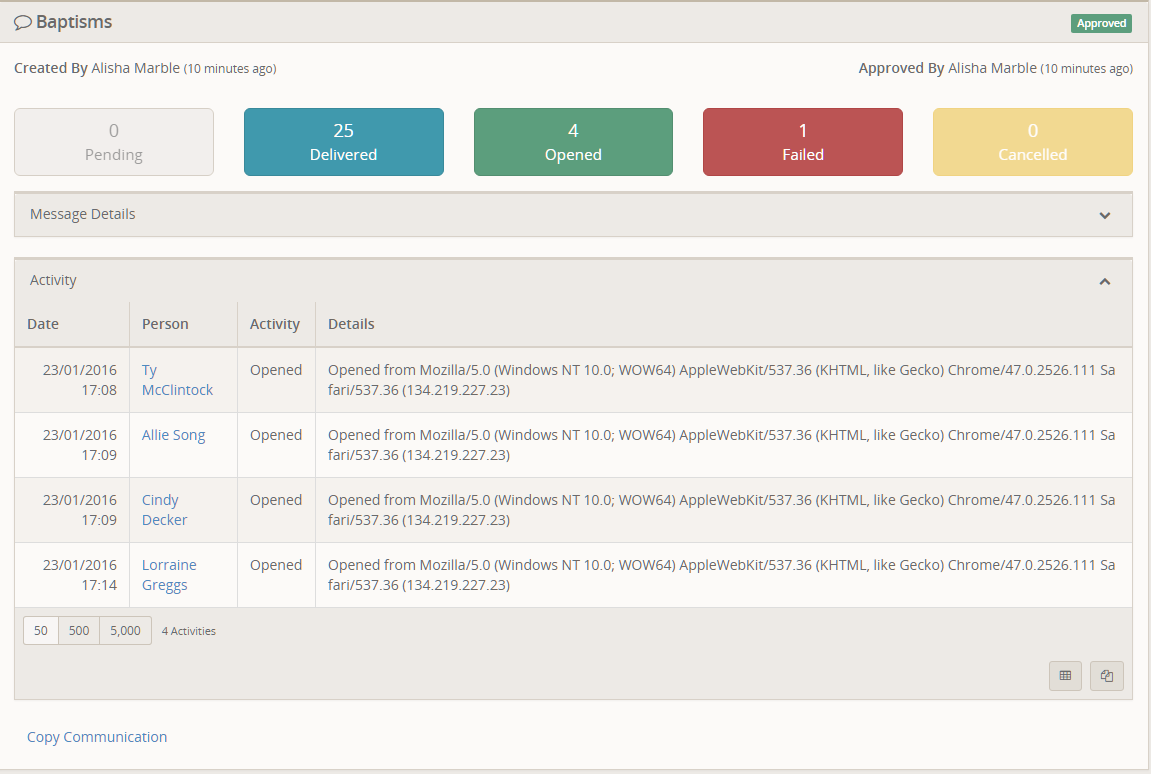 Baptisms
Approved
Created By Alisha Marble (10 minutes ago)
Approved By Alisha Marble (10 minutes ago)
0
Pending
25
Delivered
4
Opened
1
Failed
0
Cancelled
Message Details
Activity
Date Person Activity Details
23/01/2016
17:08
Ty
McClintock
Opened
Opened from Mozilla/5.0 (Windows NT 10.0; WOW64) AppleWebKit/537.36 (KHTML, like Gecko) Chrome/47.0.2526.111 Sa
fari/537.36 (134.219.227.23)
23/01/2016
17:09
Allie Song
Opened
Opened from Mozilla/5.0 (Windows NT 10.0; WOW64) AppleWebKit/537.36 (KHTML, like Gecko) Chrome/47.0.2526.111 Sa
fari/537.36 (134.219.227.23)
23/01/2016
17:09
Cindy
Decker
Opened
Opened from Mozilla/5.0 (Windows NT 10.0; WOW64) AppleWebKit/537.36 (KHTML, like Gecko) Chrome/47.0.2526.111 Sa
fari/537.36 (134.219.227.23)
23/01/2016
17:14
Lorraine
Greggs
Opened
Opened from Mozilla/5.0 (Windows NT 10.0; WOW64) AppleWebKit/537.36 (KHTML, like Gecko) Chrome/47.0.2526.111 Sa
fari/537.36 (134.219.227.23)
50 500 5,000 4 Activities
Copy Communication